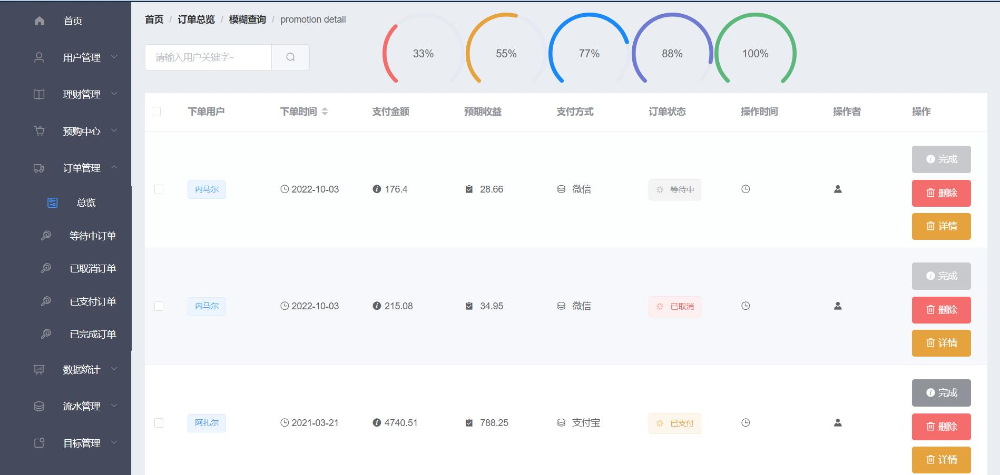 首页
用户管理
理财管理
预购中心
订单管理
总览
等待中订单
已取消订单
已支付订单
已完成订单
数据统计
流水管理
目标管理
首页 / 订单总览 / 模糊查询 / promotion detail
请输入用户关键字~
33% 55% 77% 88% 100%
下单用户 下单时间 支付金额 预期收益 支付方式 订单状态 操作时间 操作者 操作
完成
内马尔 2022-10-03 176.4 28.66 微信 等待中
删除
详情
完成
内马尔 2022-10-03 215.08 34.95 微信 已取消
删除
详情
完成
阿扎尔 2021-03-21 4740.51 788.25 支付宝 已支付
删除
详情